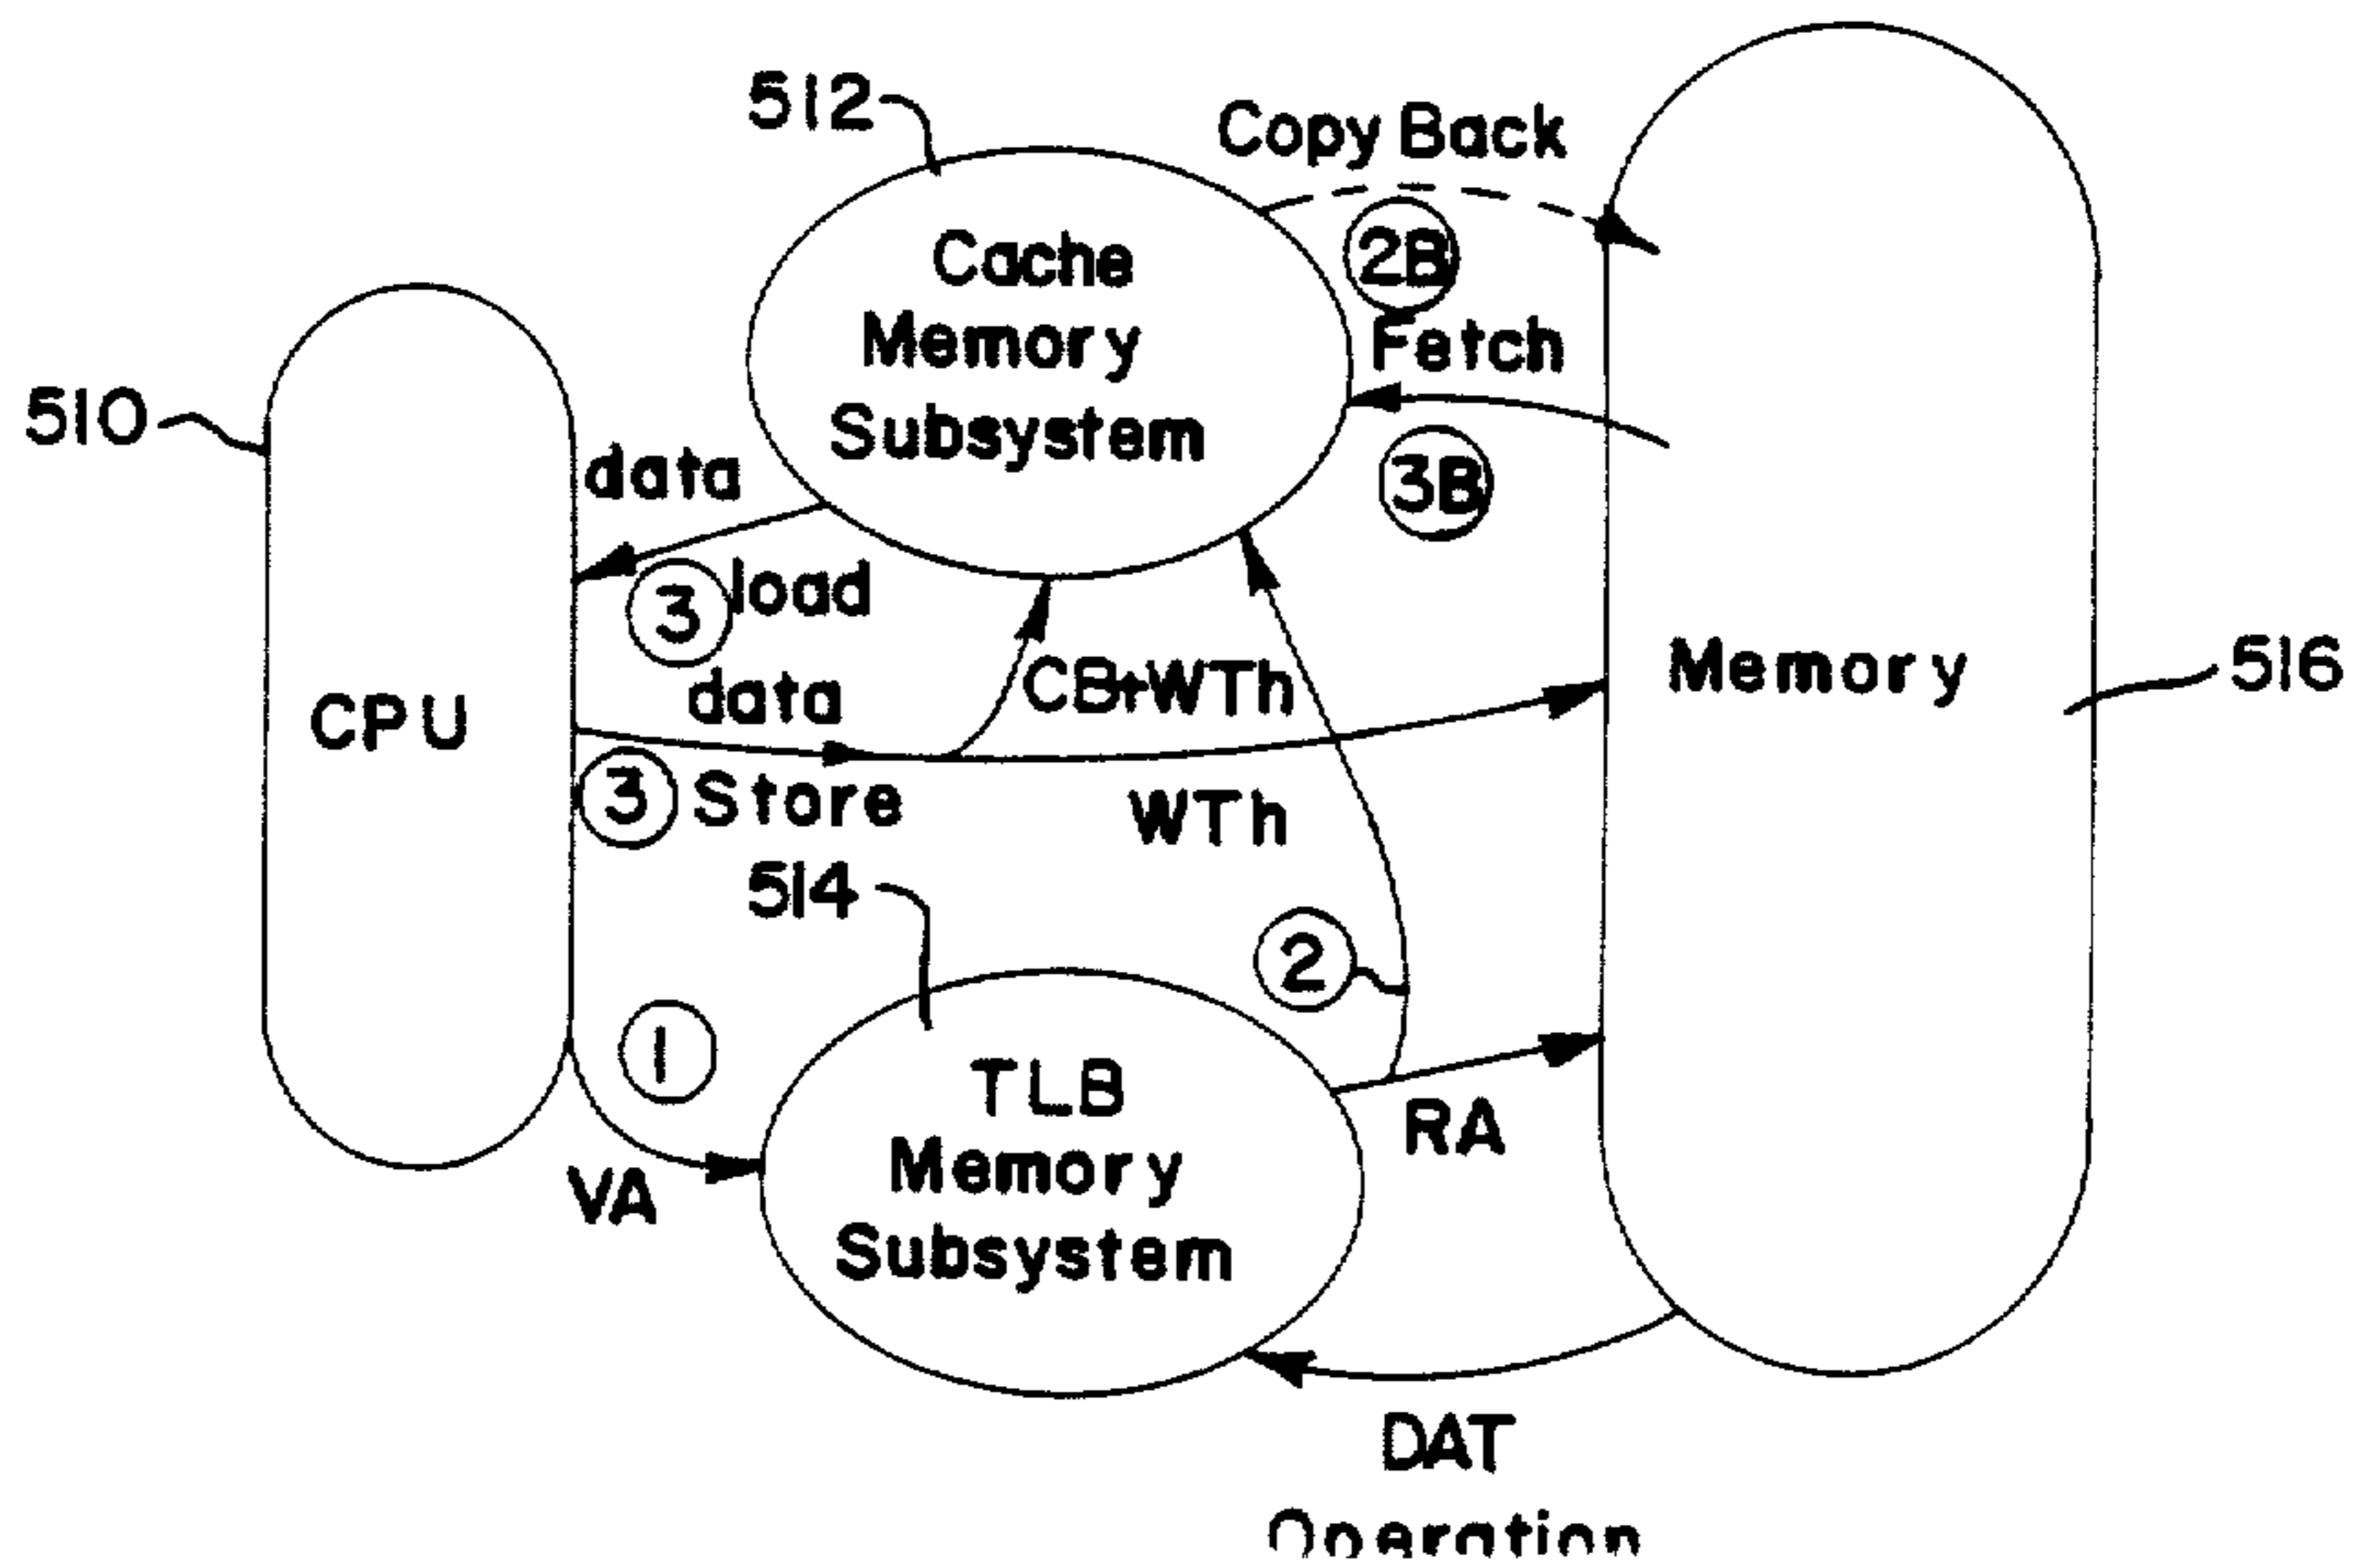 512
Copy Back
2B
Cache
Memory
Subsystem
Fetch
3B
510
data
3 load
CPU
data
CB+WTh
3 Store
WTh
Memory
516
514
2
1
TLB
Memory
Subsystem
RA
VA
DAT
Operation